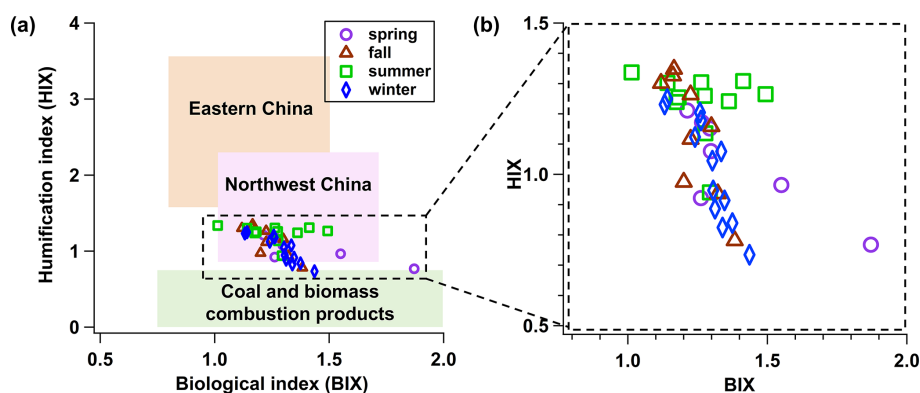 (a)
Humification index (HIX)
4
3
2
1
0
0.5
1.0
1.5
2.0
Biological index (BIX)
spring
fall
summer
winter
Eastern China
Northwest China
Coal and biomass
combustion products
(b)
HIX
1.5
1.0
0.5
1.0
1.5
2.0
BIX